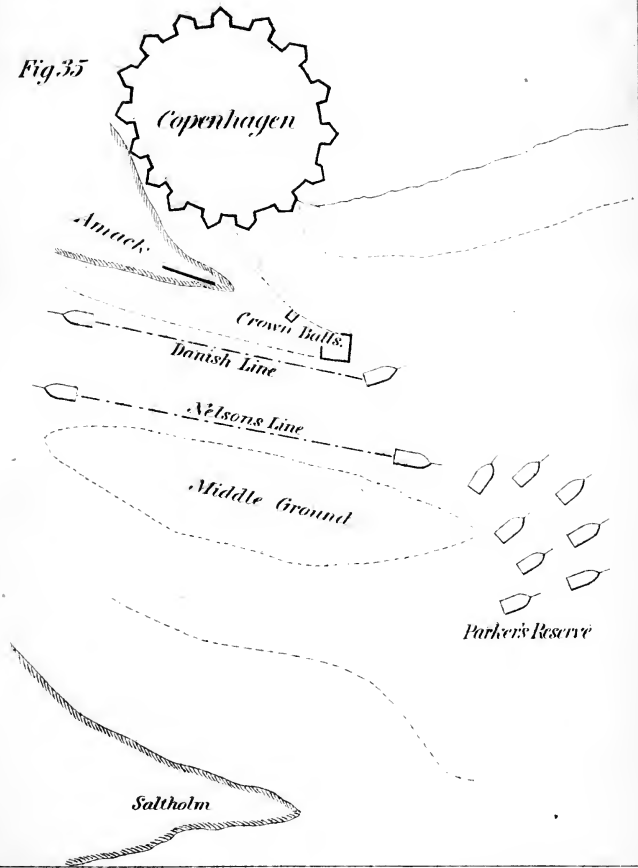 Fig. 35
Copenhagen
Amack
Crown Batts.
Danish Line
Nelsons Line
Middle Ground
Parker's Reserve
Saltholm